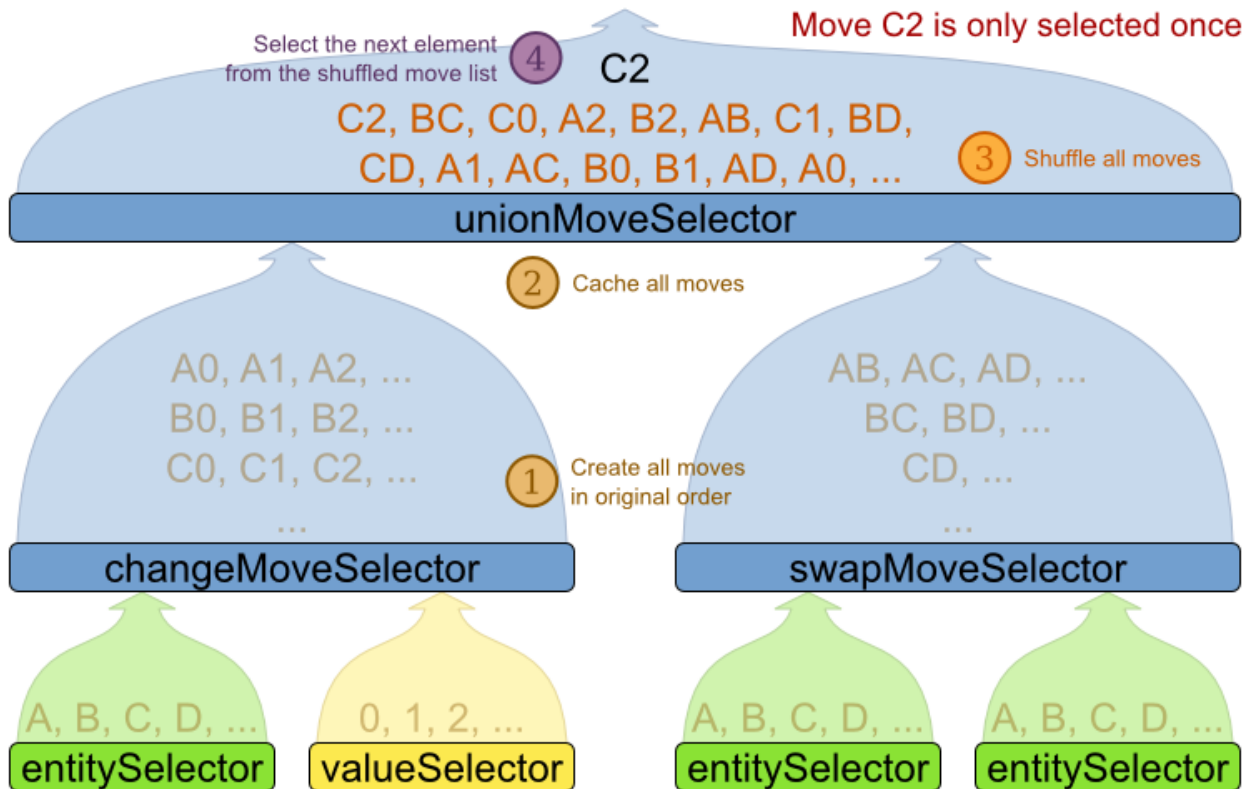 Move C2 is only selected once
Select the next element
from the shuffled move list
4
C2
C2, BC, C0, A2, B2, AB, C1, BD,
CD, A1, AC, B0, B1, AD, A0, ...
3
Shuffle all moves
unionMoveSelector
2
Cache all moves
A0, A1, A2, ...
B0, B1, B2, ...
C0, C1, C2, ...
...
1
Create all moves
in original order
AB, AC, AD, ...
BC, BD, ...
CD, ...
...
changeMoveSelector
swapMoveSelector
A, B, C, D, ...
0, 1, 2, ...
A, B, C, D, ...
A, B, C, D, ...
entitySelector
valueSelector
entitySelector
entitySelector